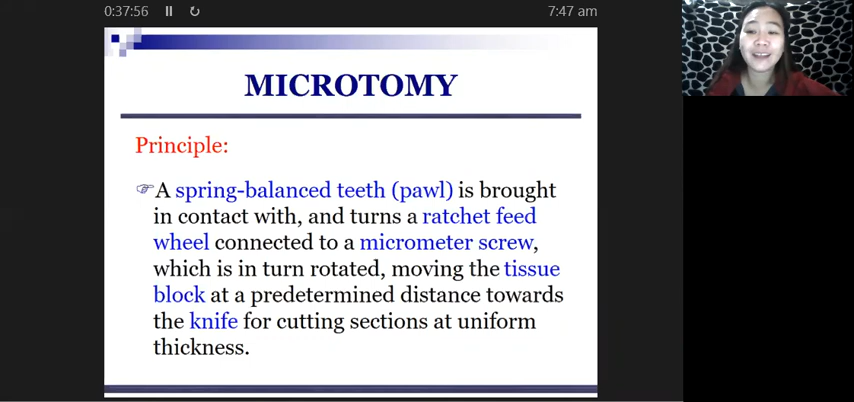 0:37:56
7:47 am
MICROTOMY
Principle:
A spring-balanced teeth (pawl) is brought
in contact with, and turns a ratchet feed
wheel connected to a micrometer screw,
which is in turn rotated, moving the tissue
block at a predetermined distance towards
the knife for cutting sections at uniform
thickness.